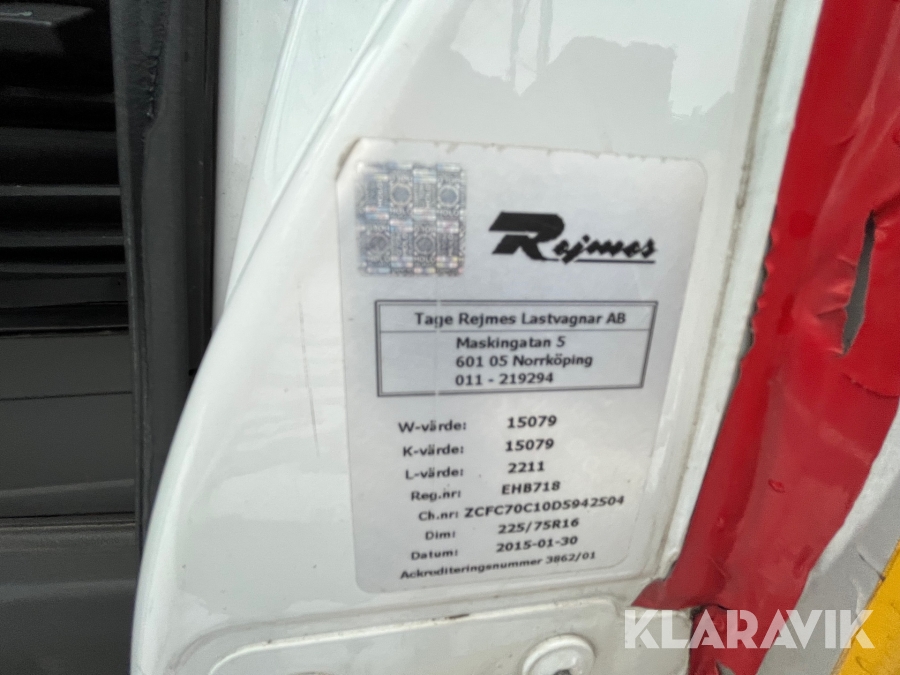 Rejmes
Tage Rejmes Lastvagnar AB
Maskingatan 5
601 05 Norrköping
011 - 219294
W-värde: 15079
K-värde: 15079
L-värde: 2211
Reg.nr: EHB718
Ch.nr: ZCFC70C10D5942504
Dim: 225/75R16
Datum: 2015-01-30
Ackrediteringsnummer 3862/01
KLARAVIK